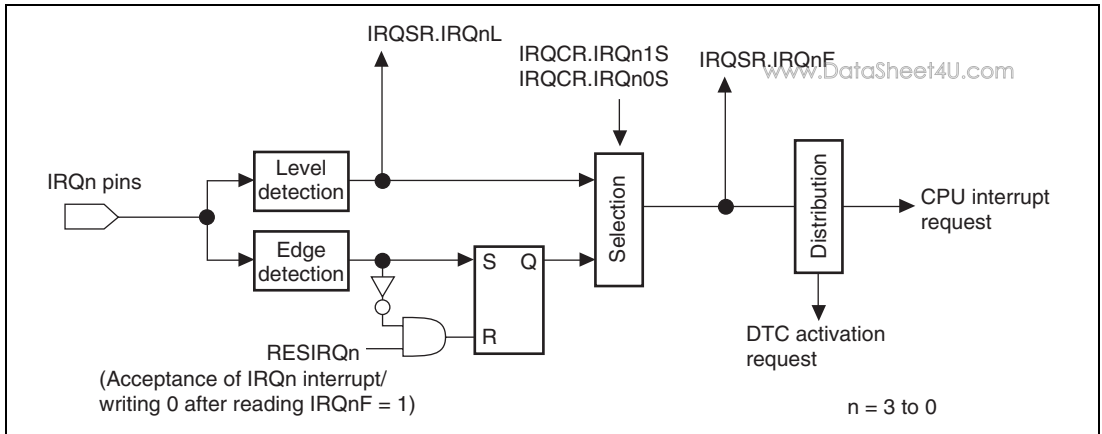 IRQSR.IRQnL
IRQCR.IRQn1S
IRQCR.IRQn0S
IRQSR.IRQnF
www.DataSheet4U.com
IRQn pins
Level
detection
Edge
detection
S Q
R
Selection
Distribution
CPU interrupt
request
DTC activation
request
RESIRQn
(Acceptance of IRQn interrupt/
writing 0 after reading IRQnF = 1)
n = 3 to 0